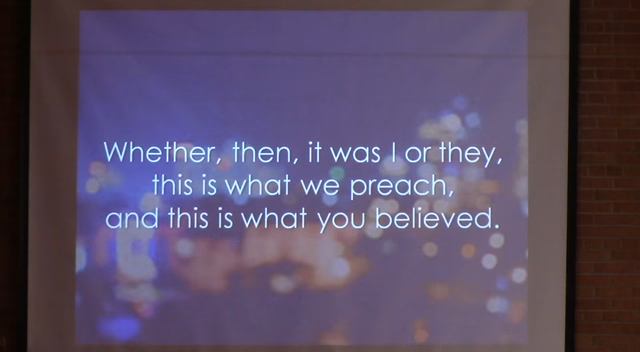 Whether, then, it was I or they,
this is what we preach,
and this is what you believed.